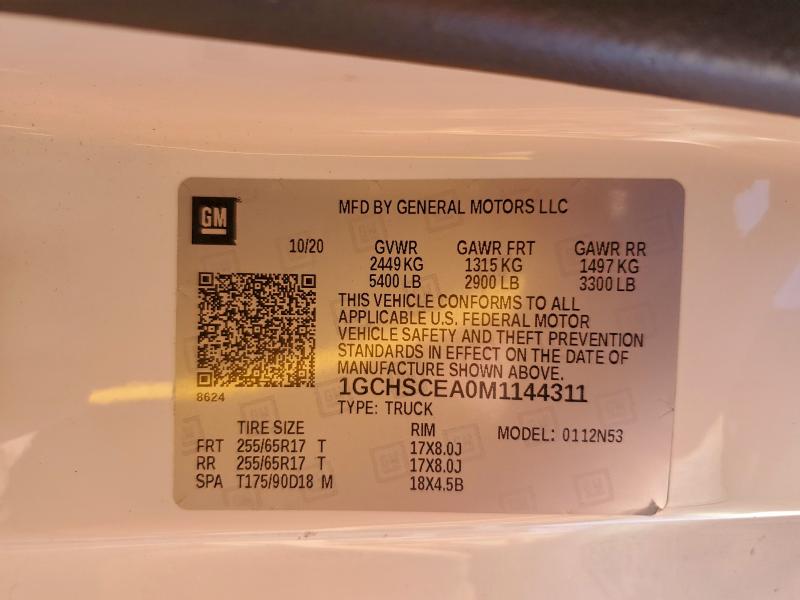 GM
MFD BY GENERAL MOTORS LLC
10/20 GVWR GAWR FRT GAWR RR
2449 KG 1315 KG 1497 KG
5400 LB 2900 LB 3300 LB
THIS VEHICLE CONFORMS TO ALL
APPLICABLE U.S. FEDERAL MOTOR
VEHICLE SAFETY AND THEFT PREVENTION
STANDARDS IN EFFECT ON THE DATE OF
MANUFACTURE SHOWN ABOVE.
8624
1GCHSCEA0M1144311
TYPE: TRUCK
TIRE SIZE RIM MODEL: 0112N53
FRT 255/65R17 T 17X8.0J
RR 255/65R17 T 17X8.0J
SPA T175/90D18 M 18X4.5B